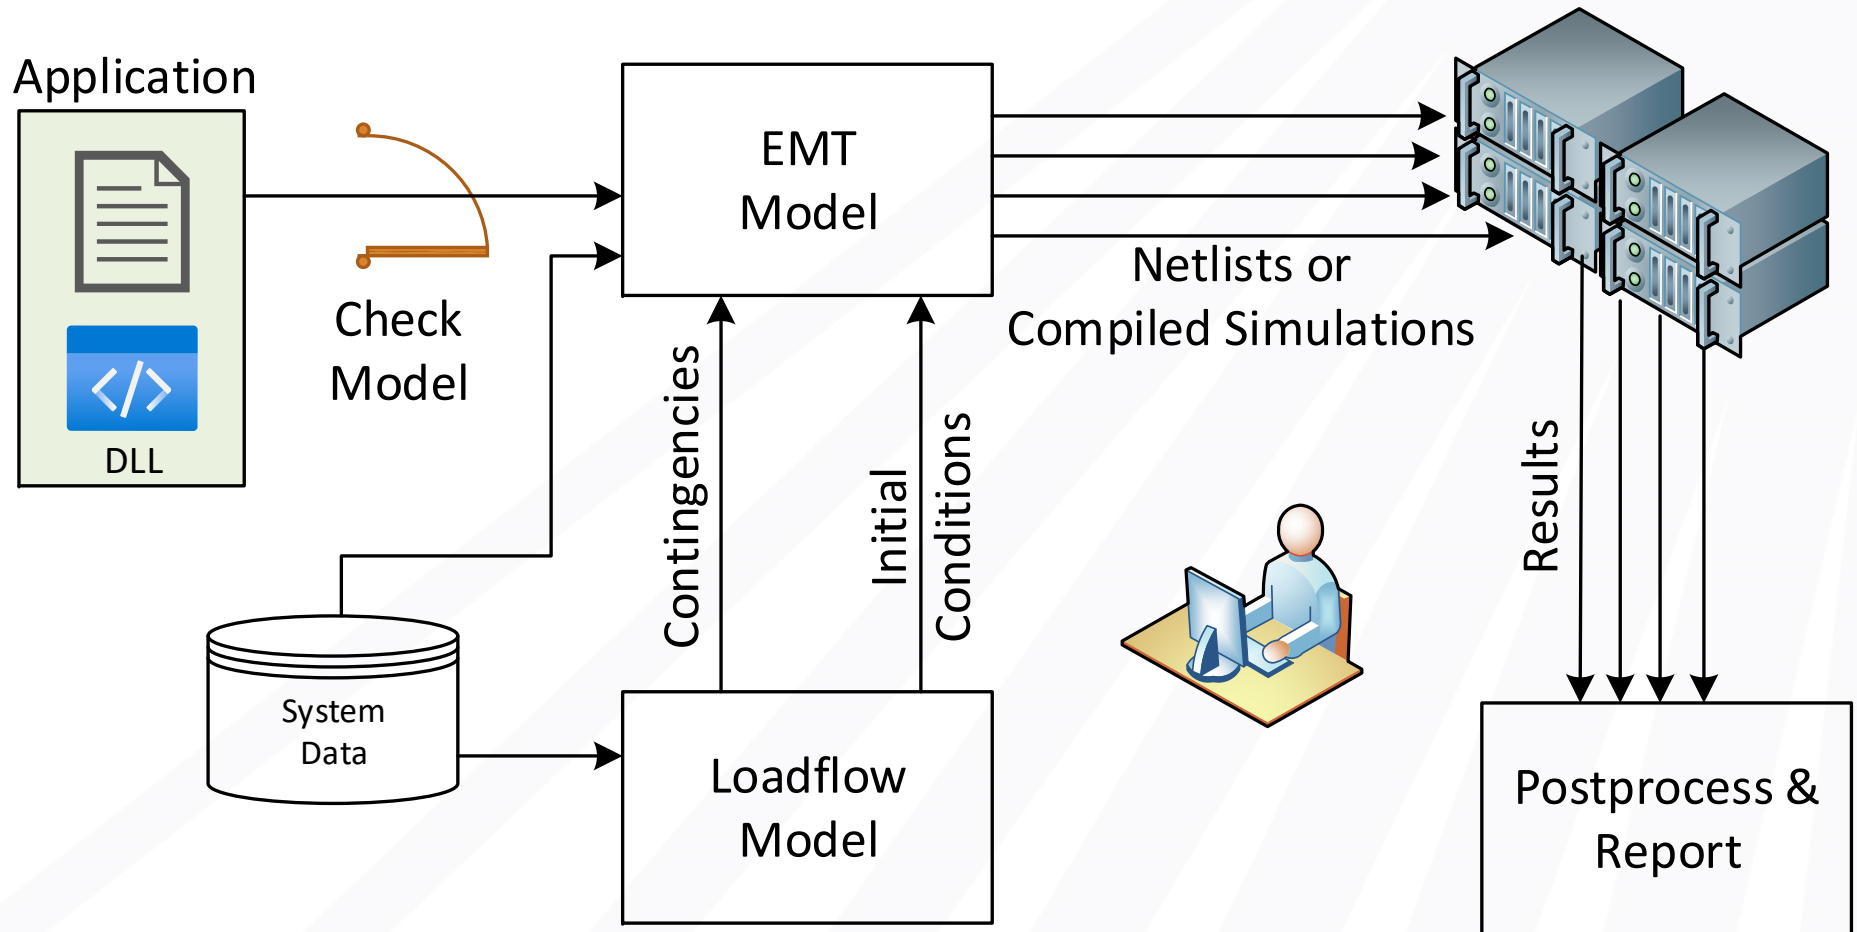 Application
DLL
Check
Model
EMT
Model
Netlists or
Compiled Simulations
Contingencies
Initial
Conditions
Results
System
Data
Loadflow
Model
Postprocess &
Report